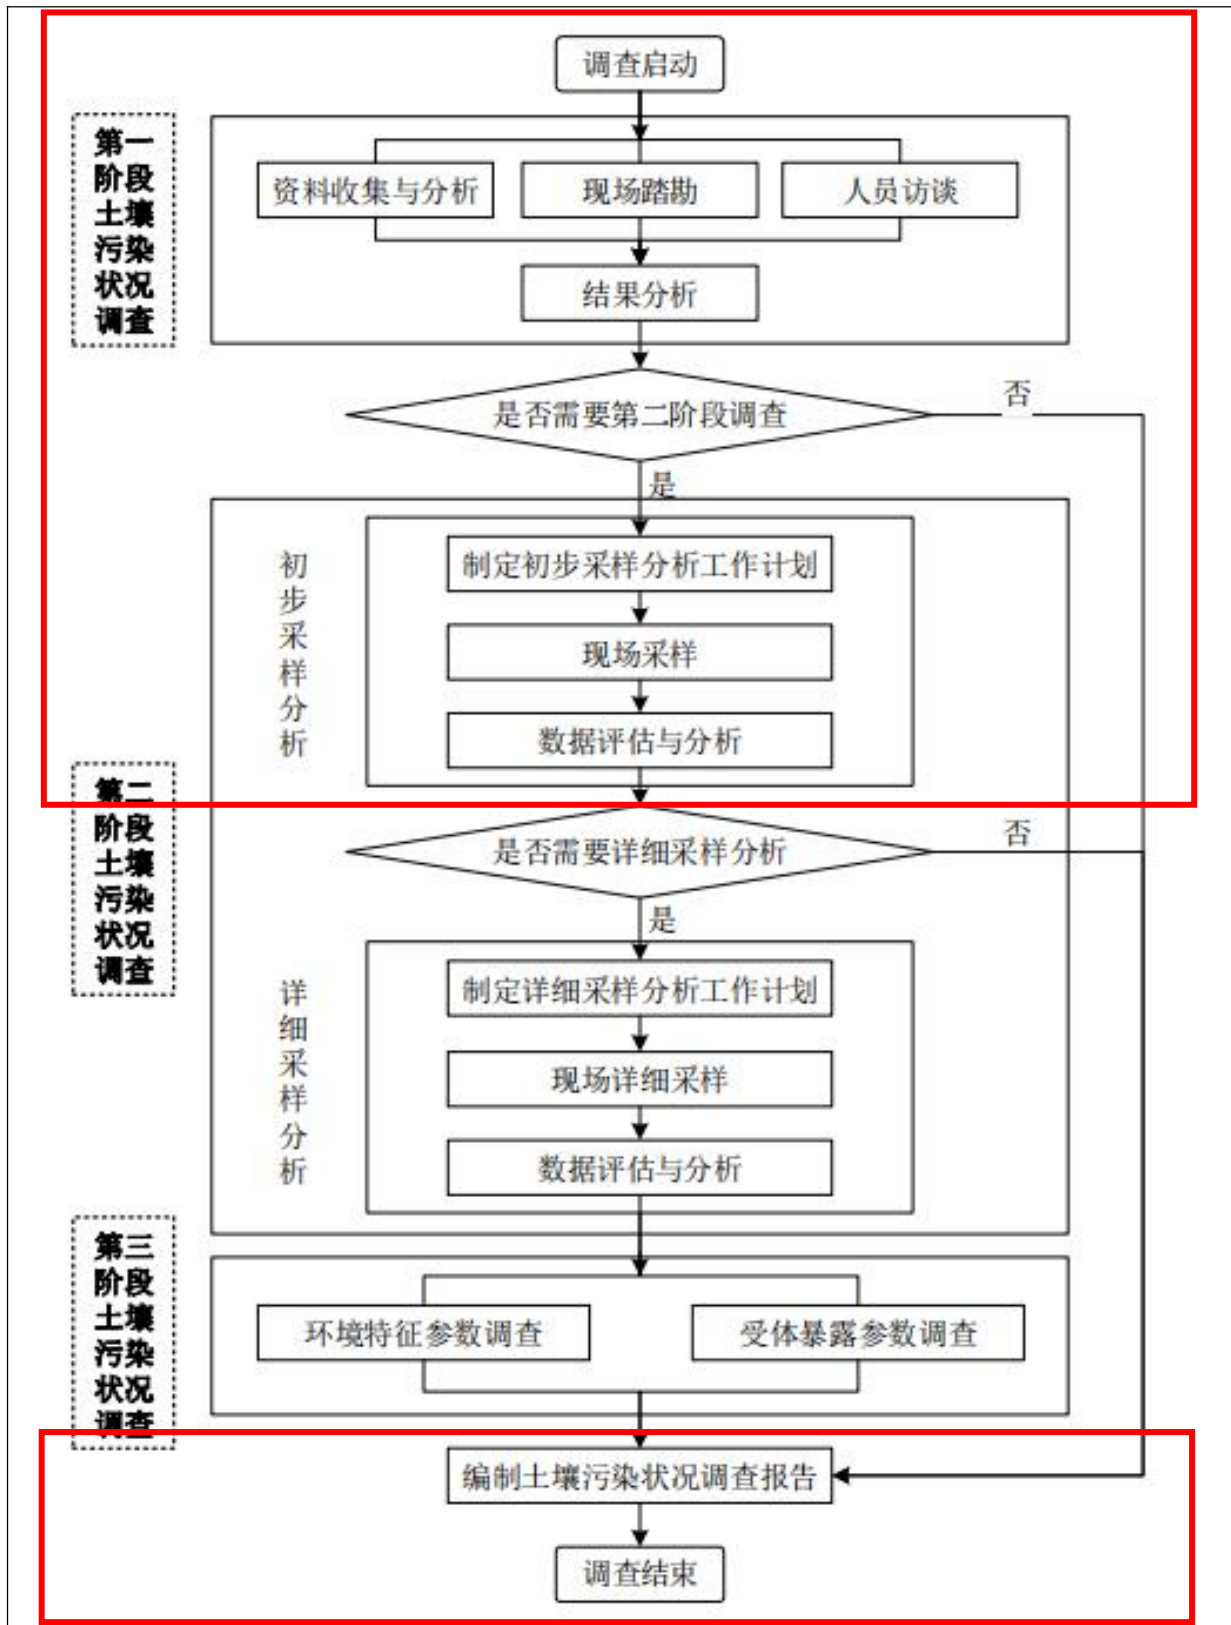 调查启动
第一
阶段
土壤
污染
状况
调查
资料收集与分析
现场踏勘
人员访谈
结果分析
是否需要第二阶段调查
否
是
初
步
采
样
分
析
制定初步采样分析工作计划
现场采样
数据评估与分析
第二
阶段
土壤
污染
状况
调查
是否需要详细采样分析
否
是
详
细
采
样
分
析
制定详细采样分析工作计划
现场详细采样
数据评估与分析
第三
阶段
土壤
污染
状况
调查
环境特征参数调查
受体暴露参数调查
编制土壤污染状况调查报告
调查结束